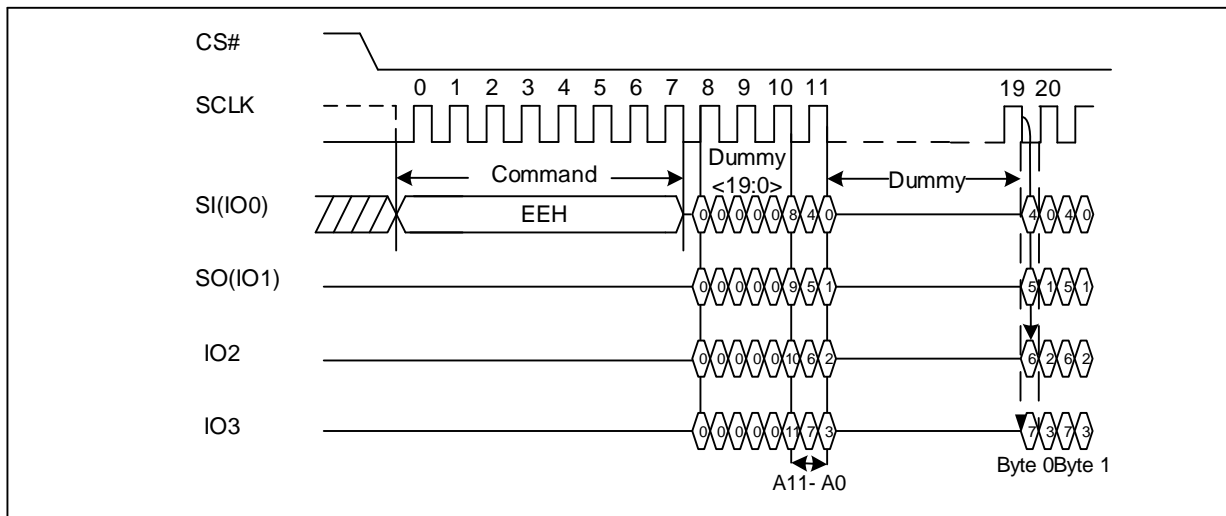 CS#
0 1 2 3 4 5 6 7 8 9 10 11 19 20
SCLK
Command
Dummy
<19:0>
Dummy
SI(IO0)
EEH
0 0 0 0 0 8 4 0 4 0 4 0
SO(IO1)
0 0 0 0 0 9 5 1 5 1 5 1
IO2
0 0 0 0 0 10 6 2 6 2 6 2
IO3
0 0 0 0 0 11 7 3 7 3 7 3
Byte 0Byte 1
A11- A0